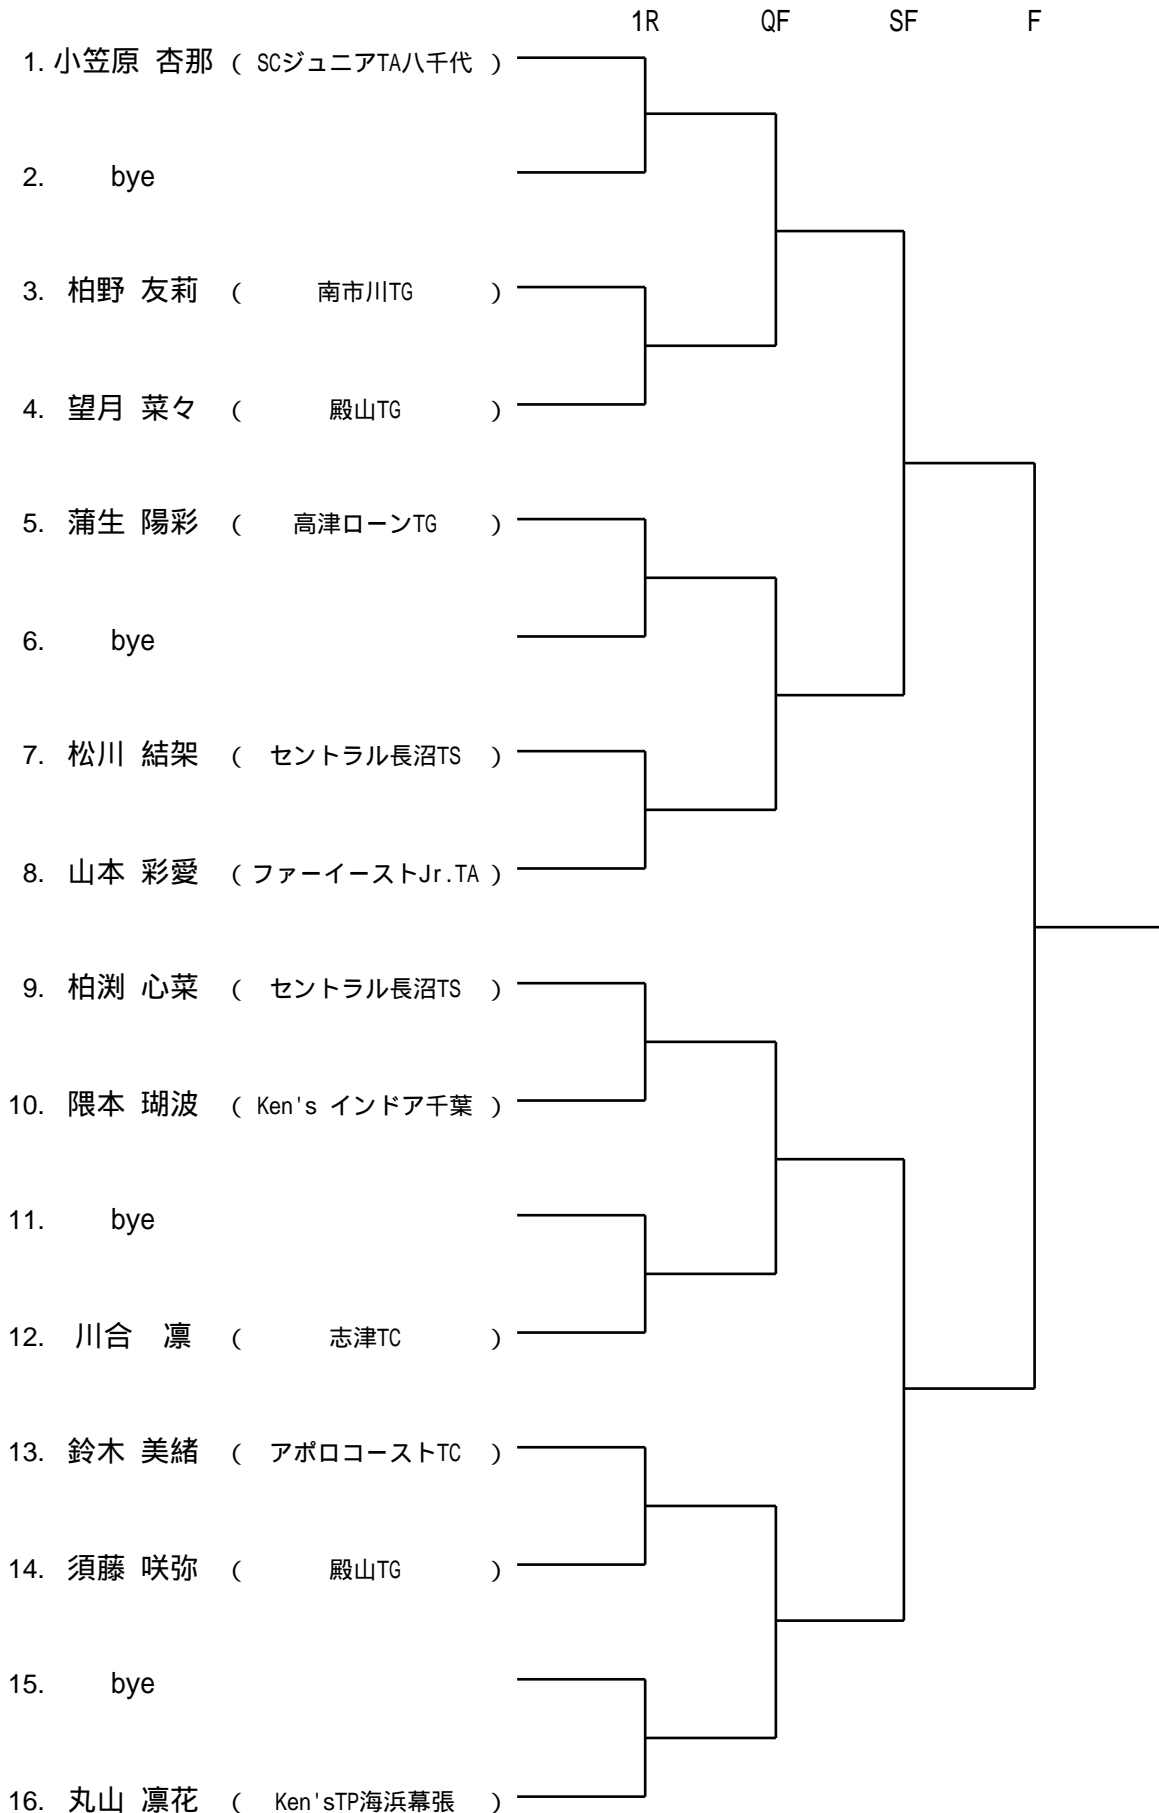 1R QF SF F
1. 小笠原 杏那 ( SCジュニアTA八千代 )
2. bye
3. 柏野 友莉 ( 南市川TG )
4. 望月 菜々 ( 殿山TG )
5. 蒲生 陽彩 ( 高津ローンTG )
6. bye
7. 松川 結架 ( セントラル長沼TS )
8. 山本 彩愛 ( ファーイーストJr.TA )
9. 柏渕 心菜 ( セントラル長沼TS )
10. 隈本 瑚波 ( Ken's インドア千葉 )
11. bye
12. 川合 凛 ( 志津TC )
13. 鈴木 美緒 ( アポロコーストTC )
14. 須藤 咲弥 ( 殿山TG )
15. bye
16. 丸山 凛花 ( Ken'sTP海浜幕張 )